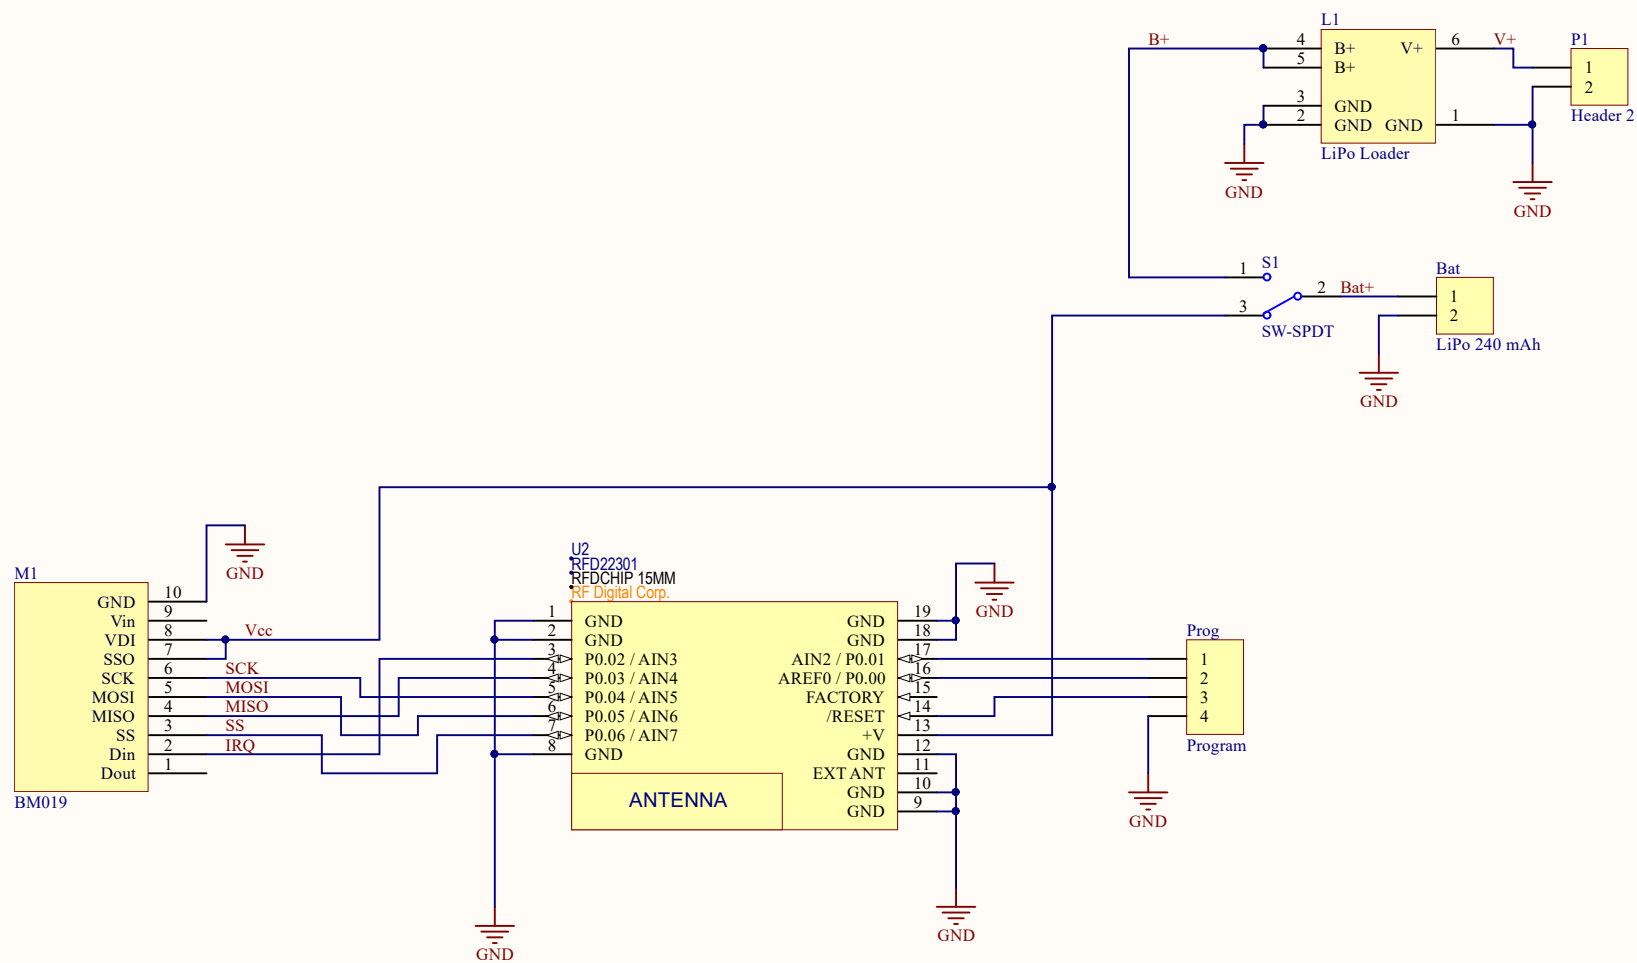 L1
B+
4
B+
V+
6
V+
P1
5
B+
1
2
3
GND
2
GND
GND
1
Header 2
LiPo Loader
GND
GND
S1
1
Bat
2
Bat+
1
3
2
SW-SPDT
LiPo 240 mAh
GND
U2
RFD22301
RFDCHIP 15MM
RF Digital Corp.
GND
M1
GND
10
Vin
9
VDI
8
Vcc
SSO
7
SCK
6
SCK
MOSI
5
MOSI
MISO
4
MISO
SS
3
SS
Din
2
IRQ
Dout
1
BM019
1
GND
GND
19
2
GND
GND
18
3
P0.02 / AIN3
AIN2 / P0.01
17
4
P0.03 / AIN4
AREF0 / P0.00
16
5
P0.04 / AIN5
FACTORY
15
6
P0.05 / AIN6
/RESET
14
7
P0.06 / AIN7
+V
13
8
GND
GND
12
EXT ANT
11
GND
10
GND
9
ANTENNA
GND
Prog
1
2
3
4
Program
GND
GND
GND